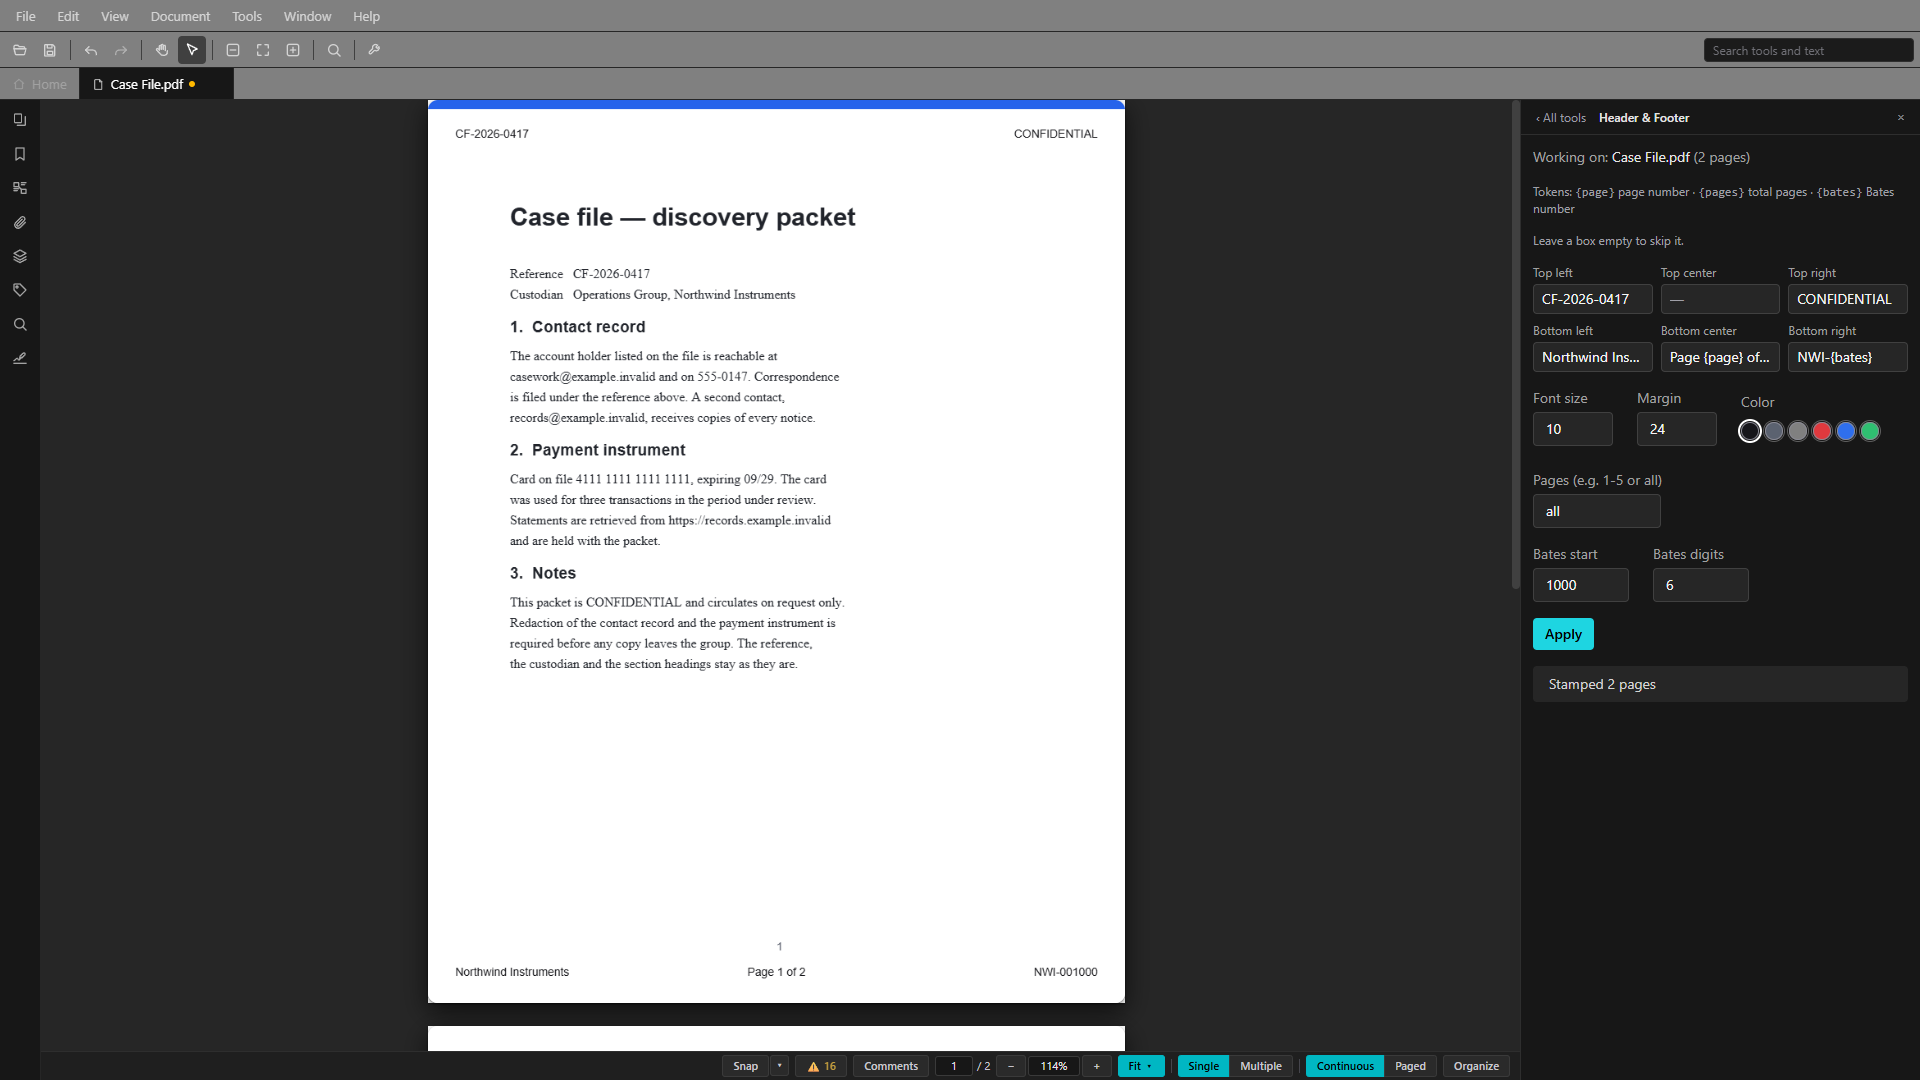 File Edit View Document Tools Window Help
Search tools and text
Home Case File.pdf
CF-2026-0417 CONFIDENTIAL
Case file — discovery packet
Reference CF-2026-0417
Custodian Operations Group, Northwind Instruments
1. Contact record
The account holder listed on the file is reachable at
casework@example.invalid and on 555-0147. Correspondence
is filed under the reference above. A second contact,
records@example.invalid, receives copies of every notice.
2. Payment instrument
Card on file 4111 1111 1111 1111, expiring 09/29. The card
was used for three transactions in the period under review.
Statements are retrieved from https://records.example.invalid
and are held with the packet.
3. Notes
This packet is CONFIDENTIAL and circulates on request only.
Redaction of the contact record and the payment instrument is
required before any copy leaves the group. The reference,
the custodian and the section headings stay as they are.
1
Northwind Instruments Page 1 of 2 NWI-001000
‹ All tools Header & Footer ×
Working on: Case File.pdf (2 pages)
Tokens: {page} page number · {pages} total pages · {bates} Bates
number
Leave a box empty to skip it.
Top left Top center Top right
CF-2026-0417 — CONFIDENTIAL
Bottom left Bottom center Bottom right
Northwind Ins... Page {page} of... NWI-{bates}
Font size Margin Color
10 24
Pages (e.g. 1-5 or all)
all
Bates start Bates digits
1000 6
Apply
Stamped 2 pages
Snap 16 Comments 1 / 2 − 114% + Fit Single Multiple Continuous Paged Organize